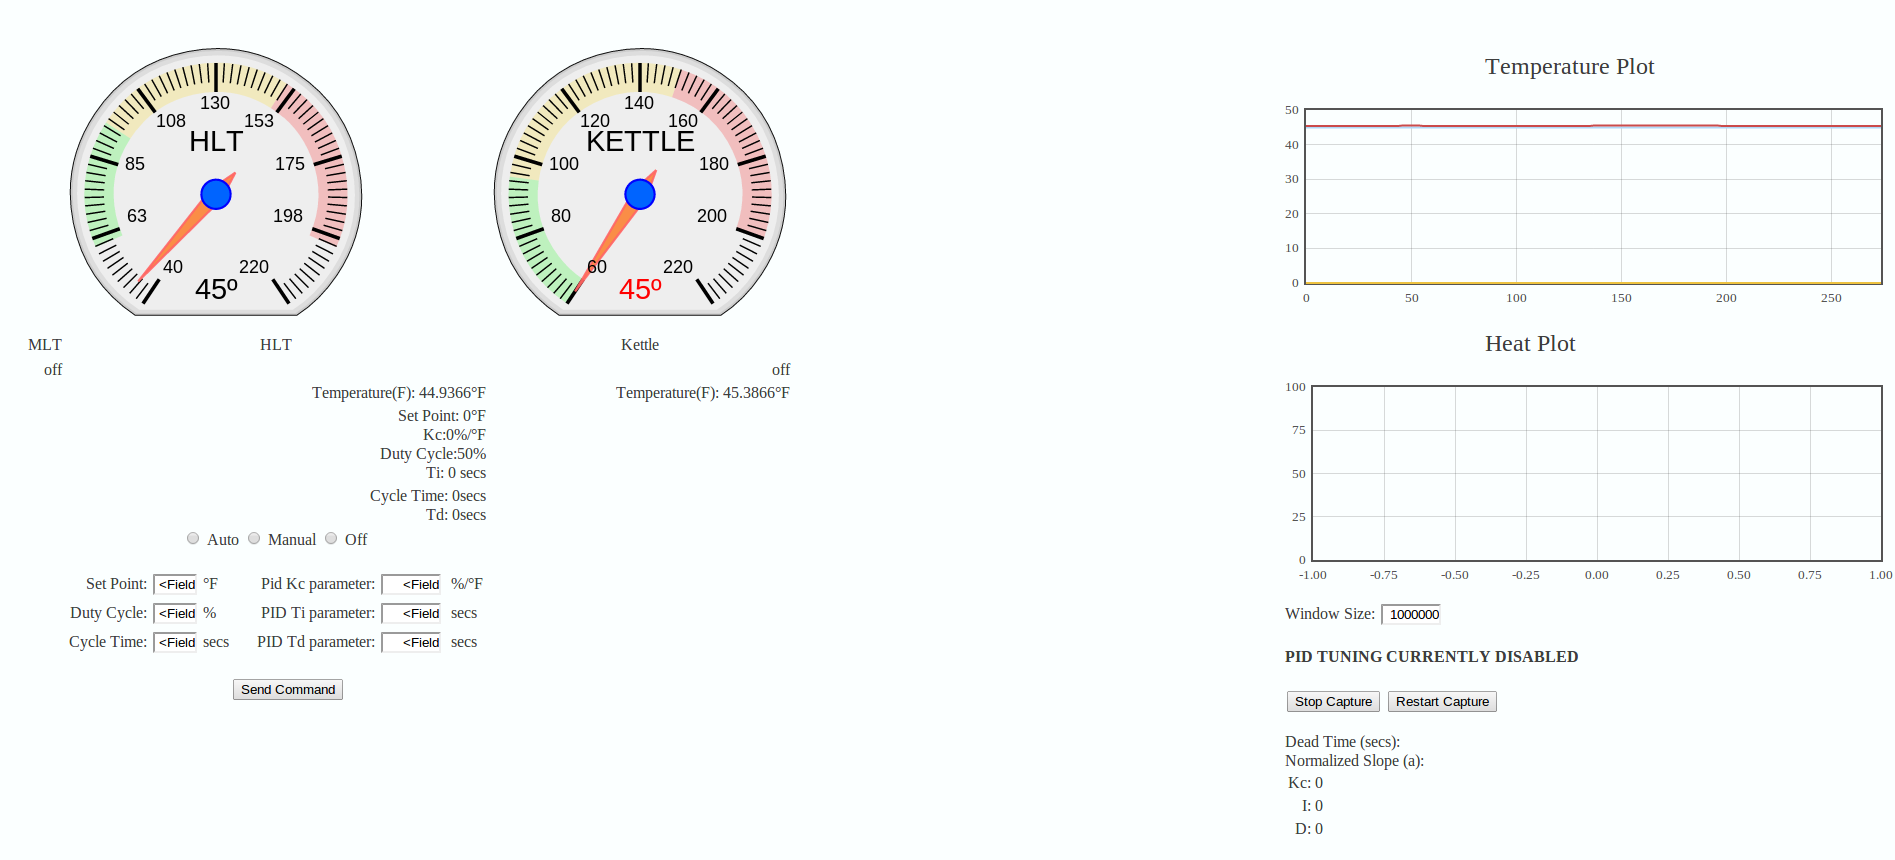 130
108
153
HLT
85
175
63
198
40
220
45º
140
120
160
KETTLE
100
180
80
200
60
220
45º
MLT
HLT
Kettle
off
off
Temperature(F): 44.9366°F
Temperature(F): 45.3866°F
Set Point: 0°F
Kc:0%/°F
Duty Cycle:50%
Ti: 0 secs
Cycle Time: 0secs
Td: 0secs
Auto Manual Off
Set Point: <Field °F Pid Kc parameter: <Field %/°F
Duty Cycle: <Field % PID Ti parameter: <Field secs
Cycle Time: <Field secs PID Td parameter: <Field secs
Send Command
Temperature Plot
50
40
30
20
10
0
0 50 100 150 200 250
Heat Plot
100
75
50
25
0
-1.00 -0.75 -0.50 -0.25 0.00 0.25 0.50 0.75 1.00
Window Size: 1000000
PID TUNING CURRENTLY DISABLED
Stop Capture Restart Capture
Dead Time (secs):
Normalized Slope (a):
Kc: 0
I: 0
D: 0